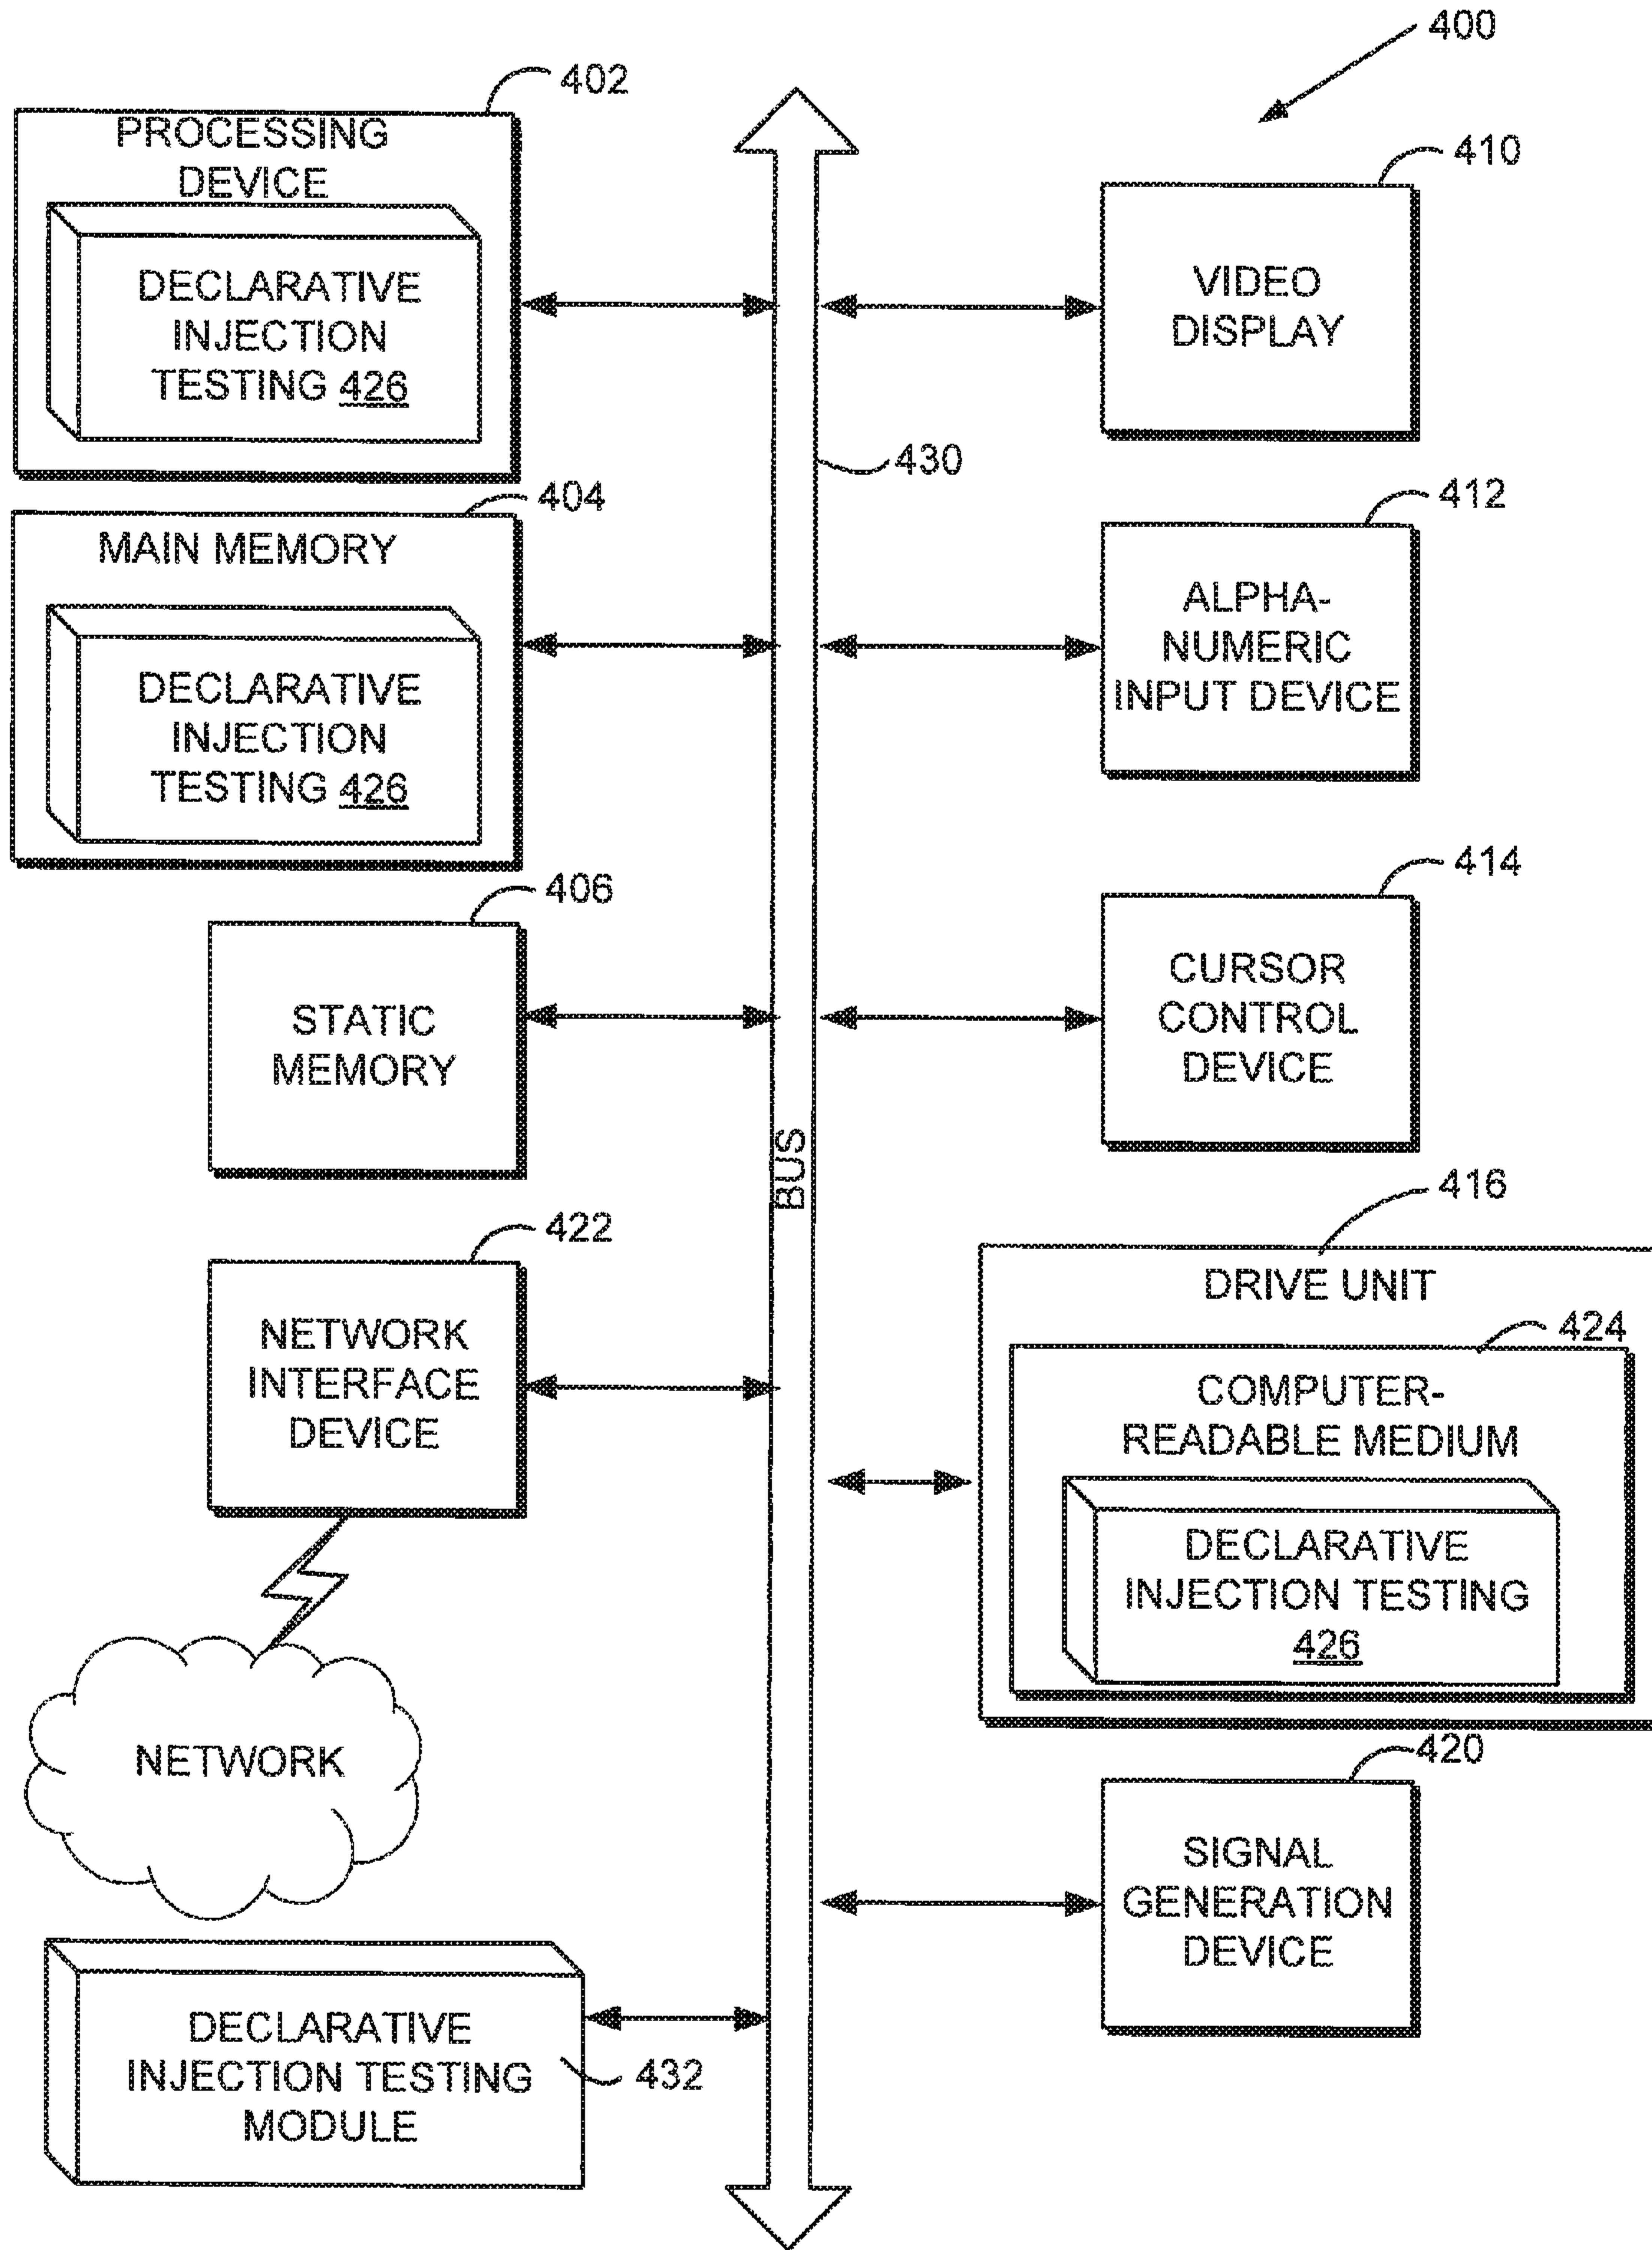 400
402
PROCESSING
DEVICE
DECLARATIVE
INJECTION
TESTING 426
404
MAIN MEMORY
DECLARATIVE
INJECTION
TESTING 426
406
STATIC
MEMORY
422
NETWORK
INTERFACE
DEVICE
NETWORK
DECLARATIVE
INJECTION TESTING
MODULE
432
BUS
430
410
VIDEO
DISPLAY
412
ALPHA-
NUMERIC
INPUT DEVICE
414
CURSOR
CONTROL
DEVICE
416
DRIVE UNIT
424
COMPUTER-
READABLE MEDIUM
DECLARATIVE
INJECTION TESTING
426
420
SIGNAL
GENERATION
DEVICE